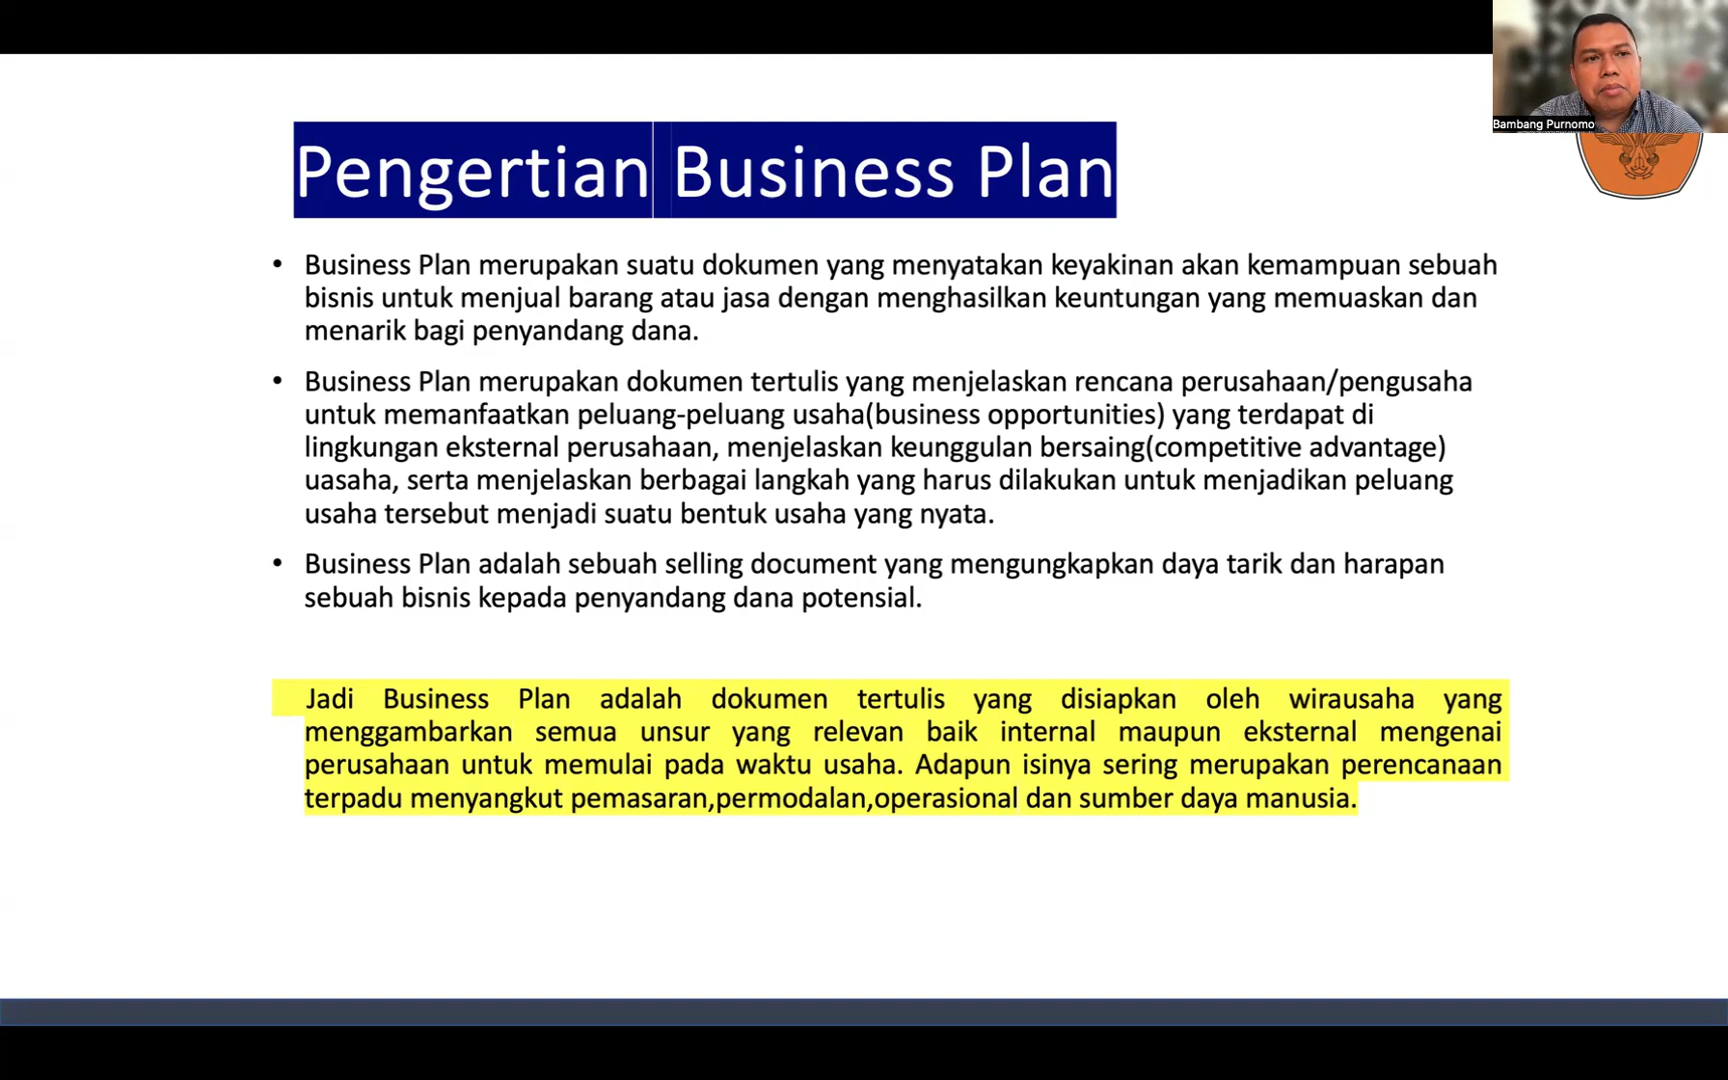 Bambang Purnomo
Pengertian Business Plan
• Business Plan merupakan suatu dokumen yang menyatakan keyakinan akan kemampuan sebuah
bisnis untuk menjual barang atau jasa dengan menghasilkan keuntungan yang memuaskan dan
menarik bagi penyandang dana.
• Business Plan merupakan dokumen tertulis yang menjelaskan rencana perusahaan/pengusaha
untuk memanfaatkan peluang-peluang usaha(business opportunities) yang terdapat di
lingkungan eksternal perusahaan, menjelaskan keunggulan bersaing(competitive advantage)
uasaha, serta menjelaskan berbagai langkah yang harus dilakukan untuk menjadikan peluang
usaha tersebut menjadi suatu bentuk usaha yang nyata.
• Business Plan adalah sebuah selling document yang mengungkapkan daya tarik dan harapan
sebuah bisnis kepada penyandang dana potensial.
Jadi Business Plan adalah dokumen tertulis yang disiapkan oleh wirausaha yang
menggambarkan semua unsur yang relevan baik internal maupun eksternal mengenai
perusahaan untuk memulai pada waktu usaha. Adapun isinya sering merupakan perencanaan
terpadu menyangkut pemasaran,permodalan,operasional dan sumber daya manusia.